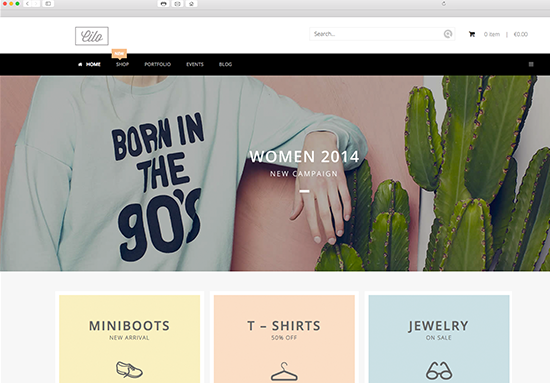 Cilo
Search...
0 item | €0.00
NEW
HOME SHOP PORTFOLIO EVENTS BLOG
BORN IN
THE
90's
WOMEN 2014
NEW CAMPAIGN
MINIBOOTS
NEW ARRIVAL
T – SHIRTS
50% OFF
JEWELRY
ON SALE